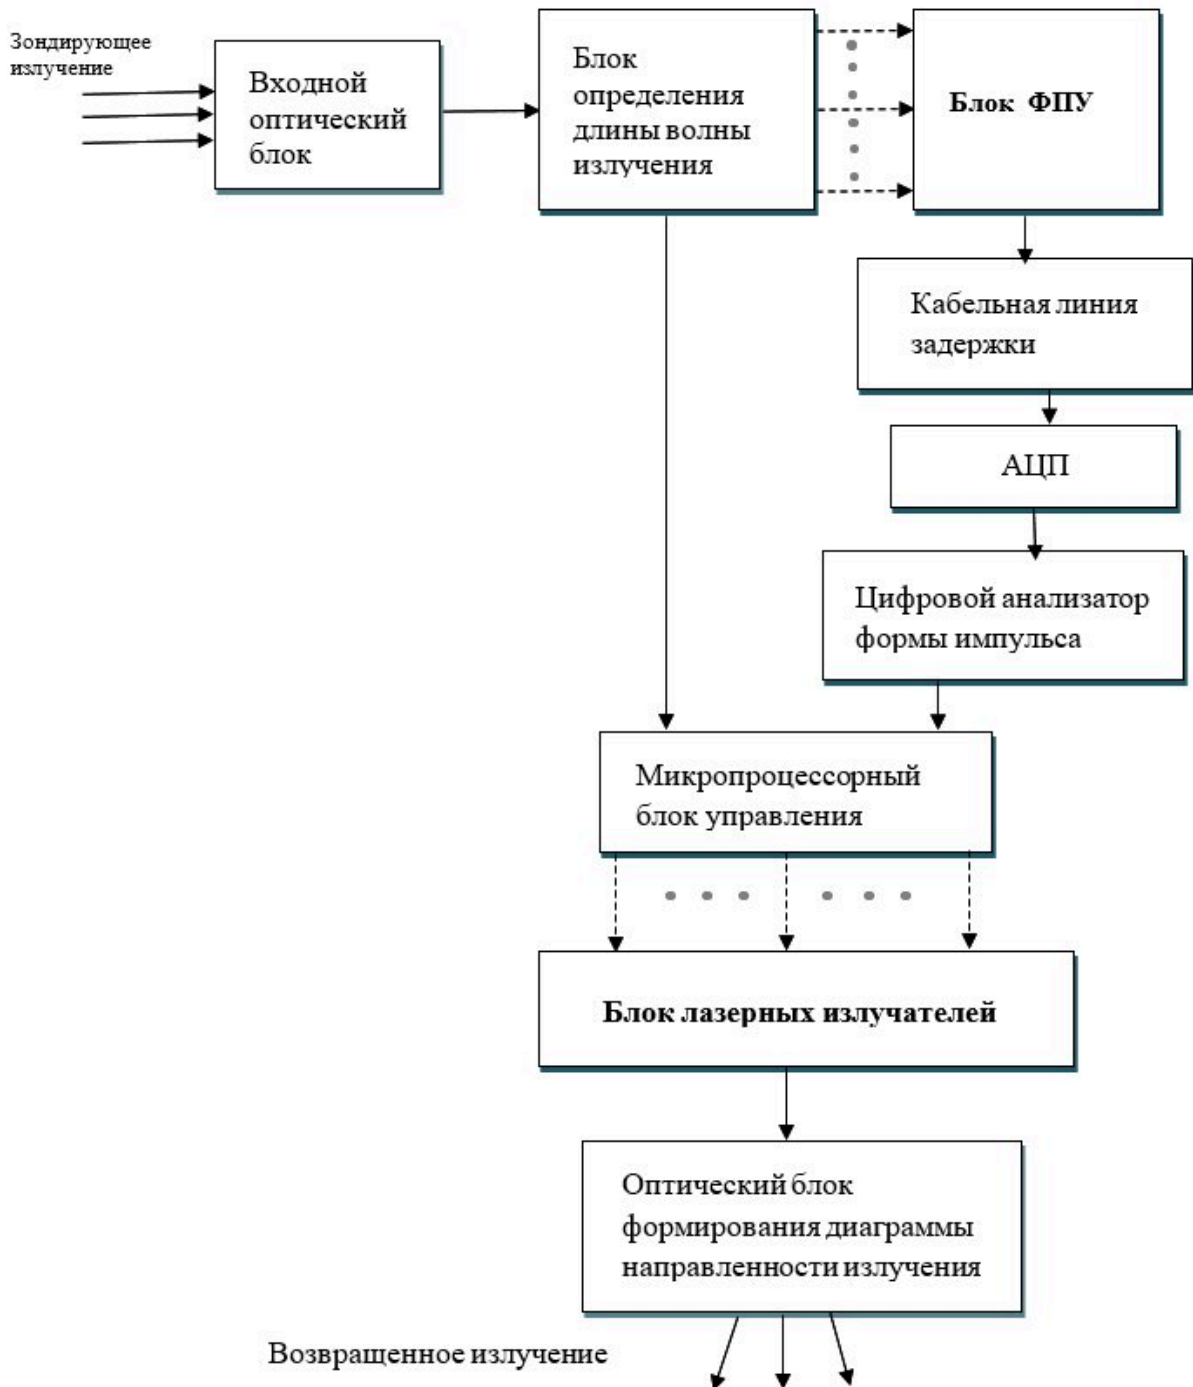 Зондирующее
излучение
Входной
оптический
блок
Блок
определения
длины волны
излучения
Блок ФПУ
Кабельная линия
задержки
АЦП
Цифровой анализатор
формы импульса
Микропроцессорный
блок управления
Блок лазерных излучателей
Оптический блок
формирования диаграммы
направленности излучения
Возвращенное излучение